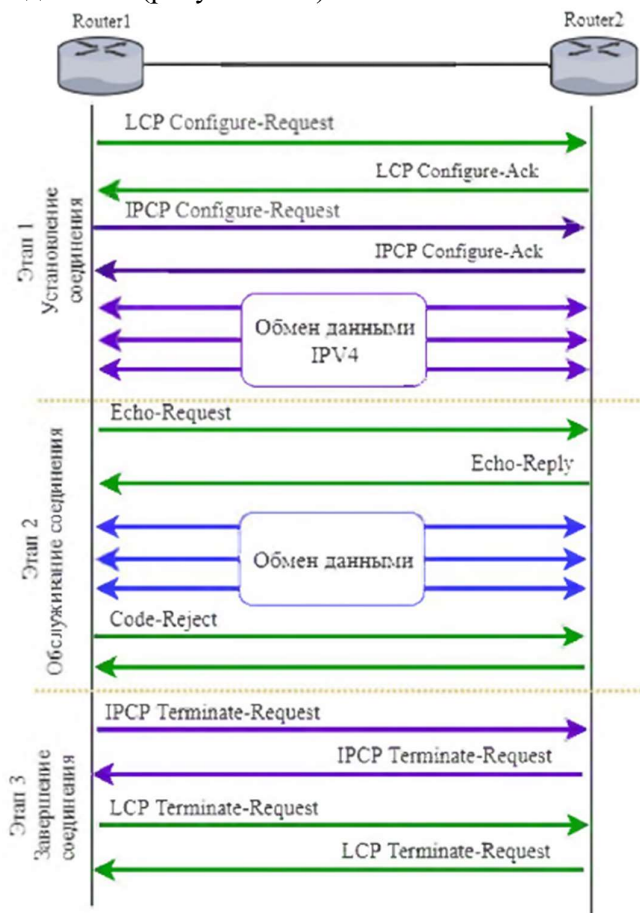 Router1
Router2
LCP Configure-Request
LCP Configure-Ack
IPCP Configure-Request
IPCP Configure-Ack
Этап 1
Установление
соединения
Обмен данными
IPV4
Echo-Request
Echo-Reply
Этап 2
Обслуживание соединения
Обмен данными
Code-Reject
IPCP Terminate-Request
IPCP Terminate-Request
Этап 3
Завершение
соединения
LCP Terminate-Request
LCP Terminate-Request